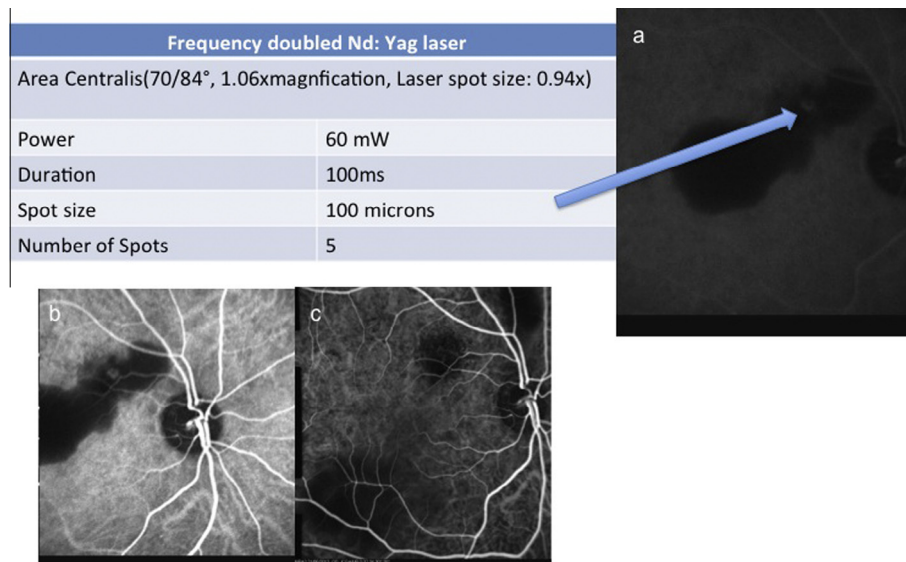 Frequency doubled Nd: Yag laser
Area Centralis(70/84°, 1.06xmagnfication, Laser spot size: 0.94x)
Power 60 mW
Duration 100ms
Spot size 100 microns
Number of Spots 5
a
b
c